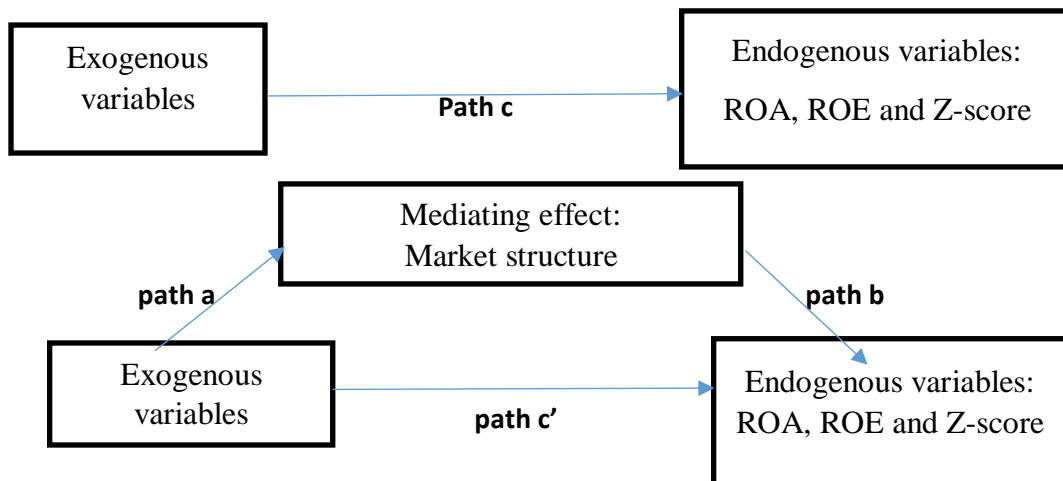 Exogenous
variables
Path c
Endogenous variables:
ROA, ROE and Z-score
Mediating effect:
Market structure
path a
path b
Exogenous
variables
path c’
Endogenous variables:
ROA, ROE and Z-score